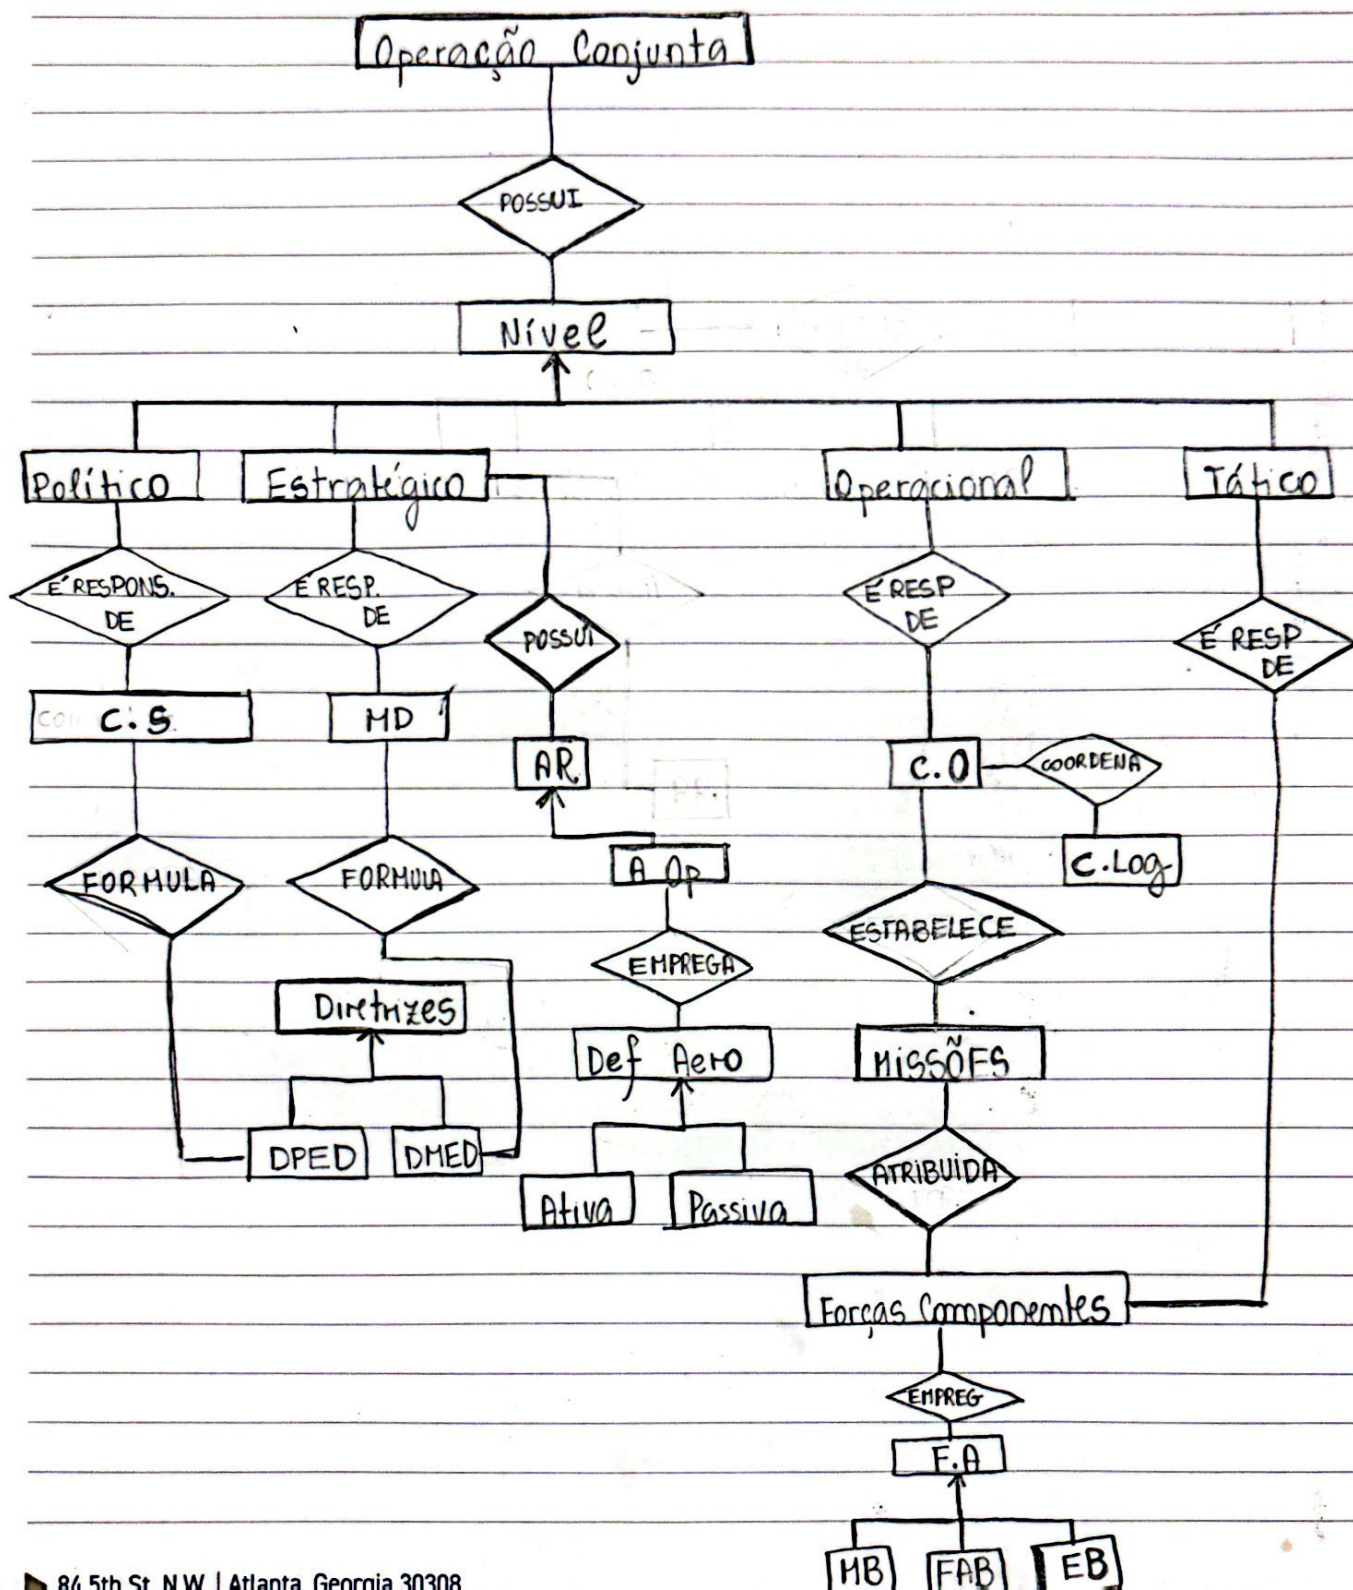 Operação Conjunta
POSSUI
Nível
Político
Estratégico
Operacional
Tático
É RESPONS.
DE
É RESP.
DE
POSSUI
É RESP
DE
É RESP
DE
C.S.
MD
AR.
C.O
COORDENA
C.Log
FORMULA
FORMULA
A Op
ESTABELECE
EMPREGA
Diretrizes
Def Aero
MISSÕES
DPED
DMED
ATRIBUÍDA
Ativa
Passiva
Forças Componentes
EMPREG
F.A
MB
FAB
EB
84 5th St. N.W. | Atlanta, Georgia 30308